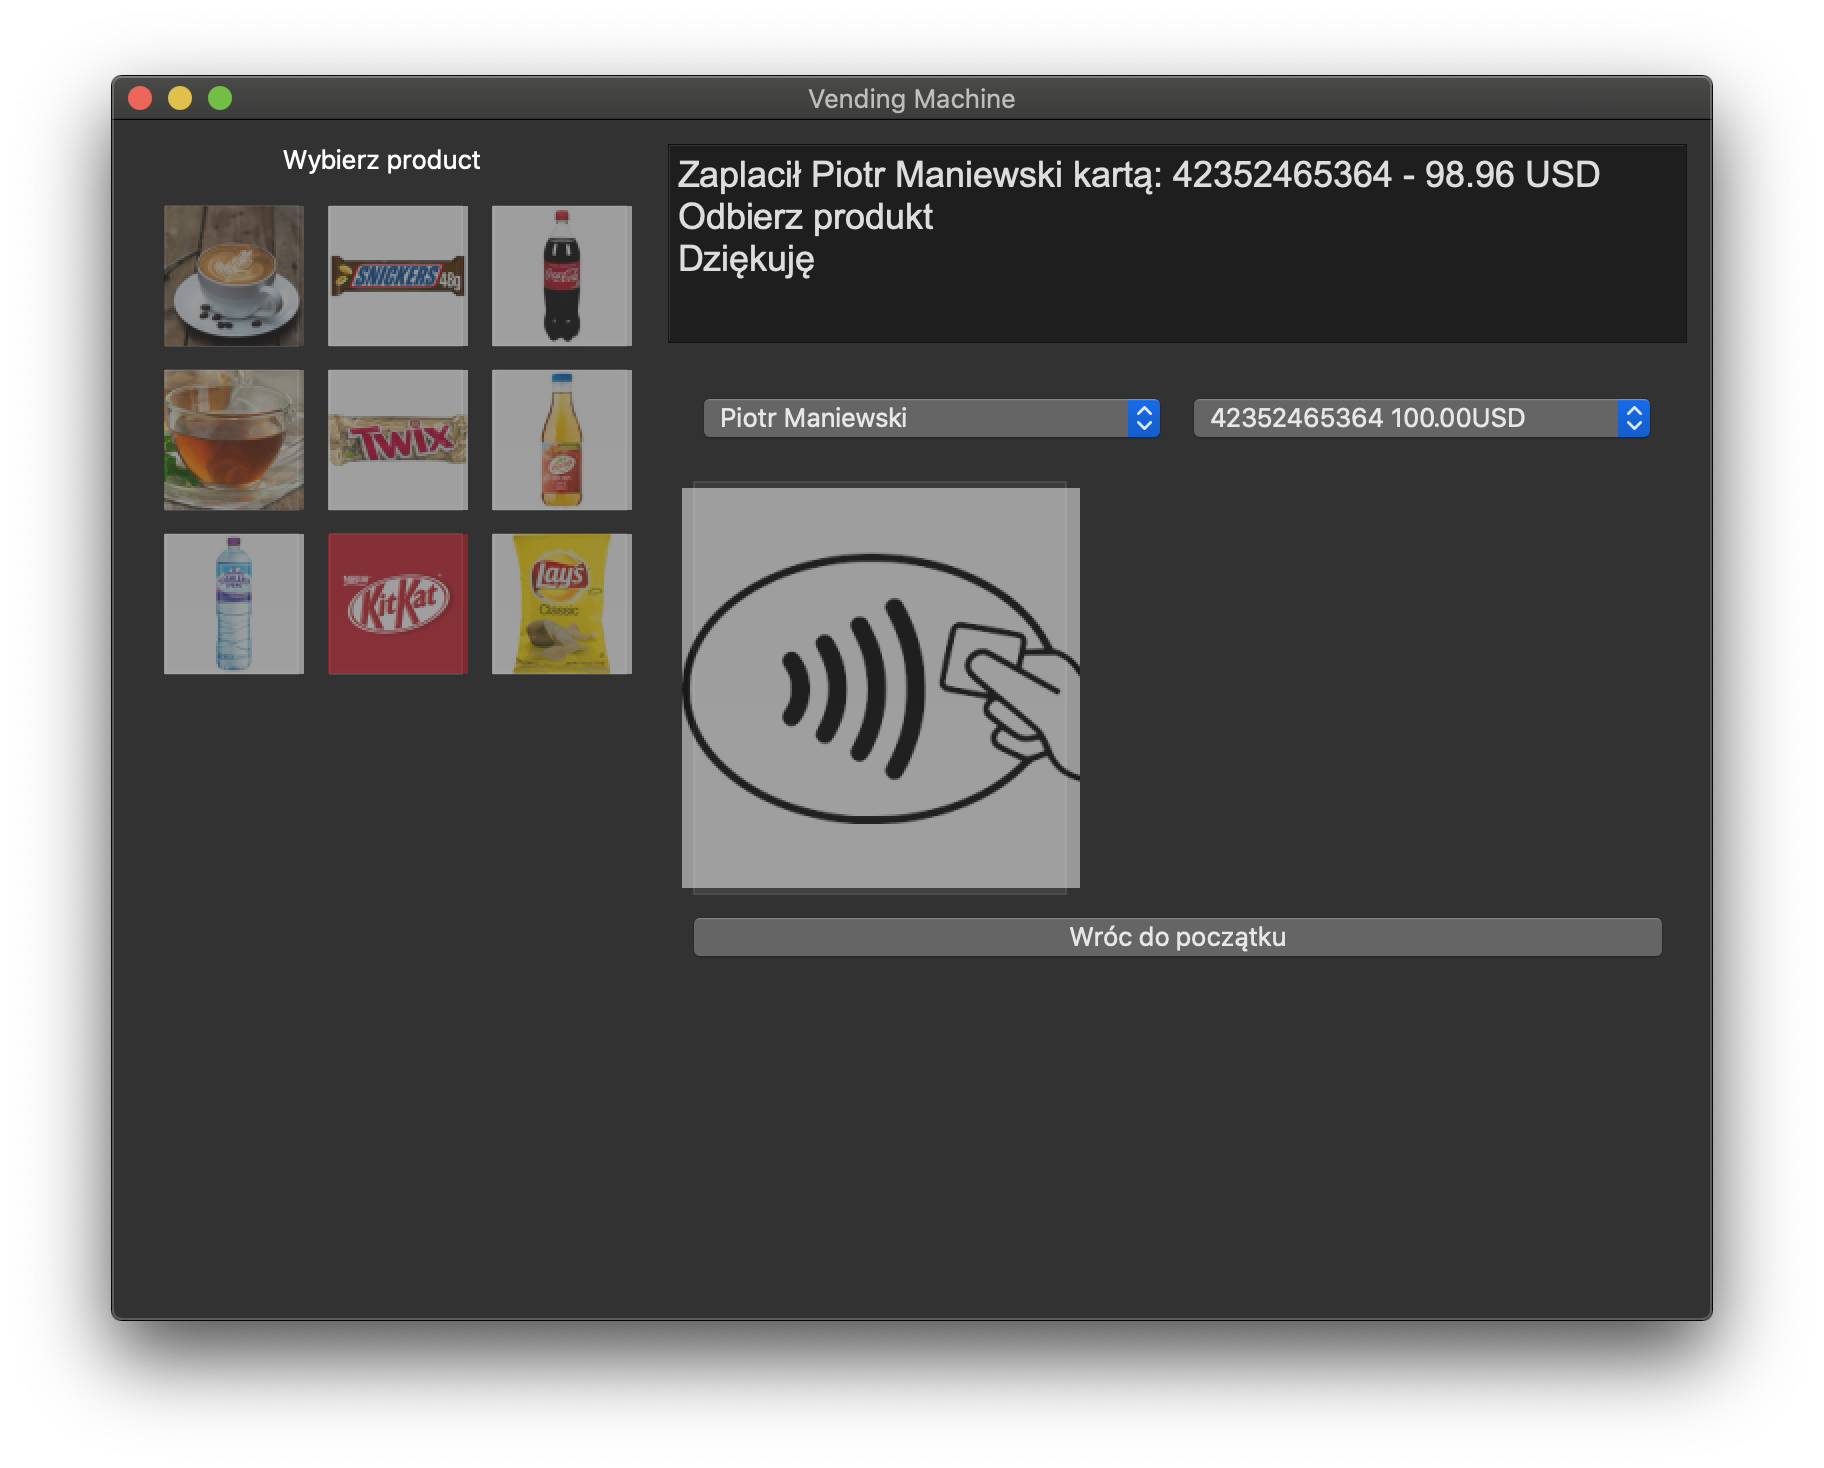 Vending Machine
Wybierz product
Zaplacił Piotr Maniewski kartą: 42352465364 - 98.96 USD
Odbierz produkt
Dziękuję
Piotr Maniewski
42352465364 100.00USD
SNICKERS 48g
Coca-Cola
TWIX
KitKat
Lay's
Classic
Wróc do początku